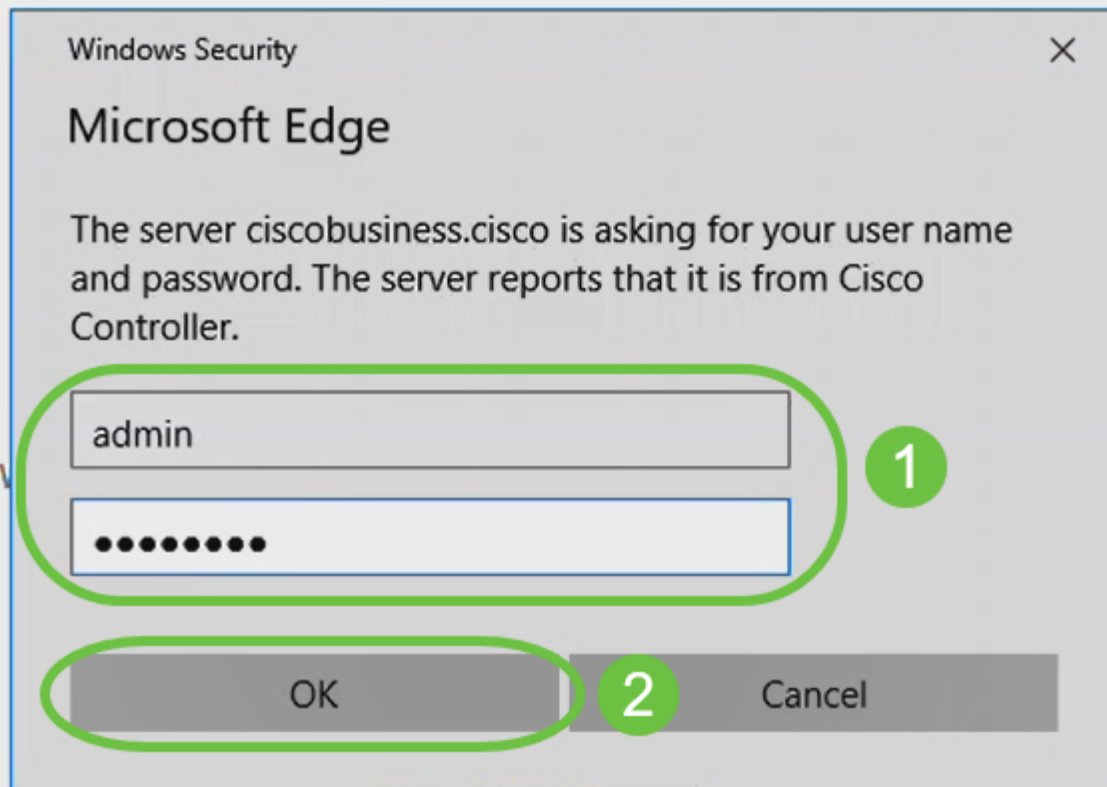 Windows Security
Microsoft Edge
The server ciscobusiness.cisco is asking for your user name
and password. The server reports that it is from Cisco
Controller.
admin
••••••••
1
OK
2
Cancel